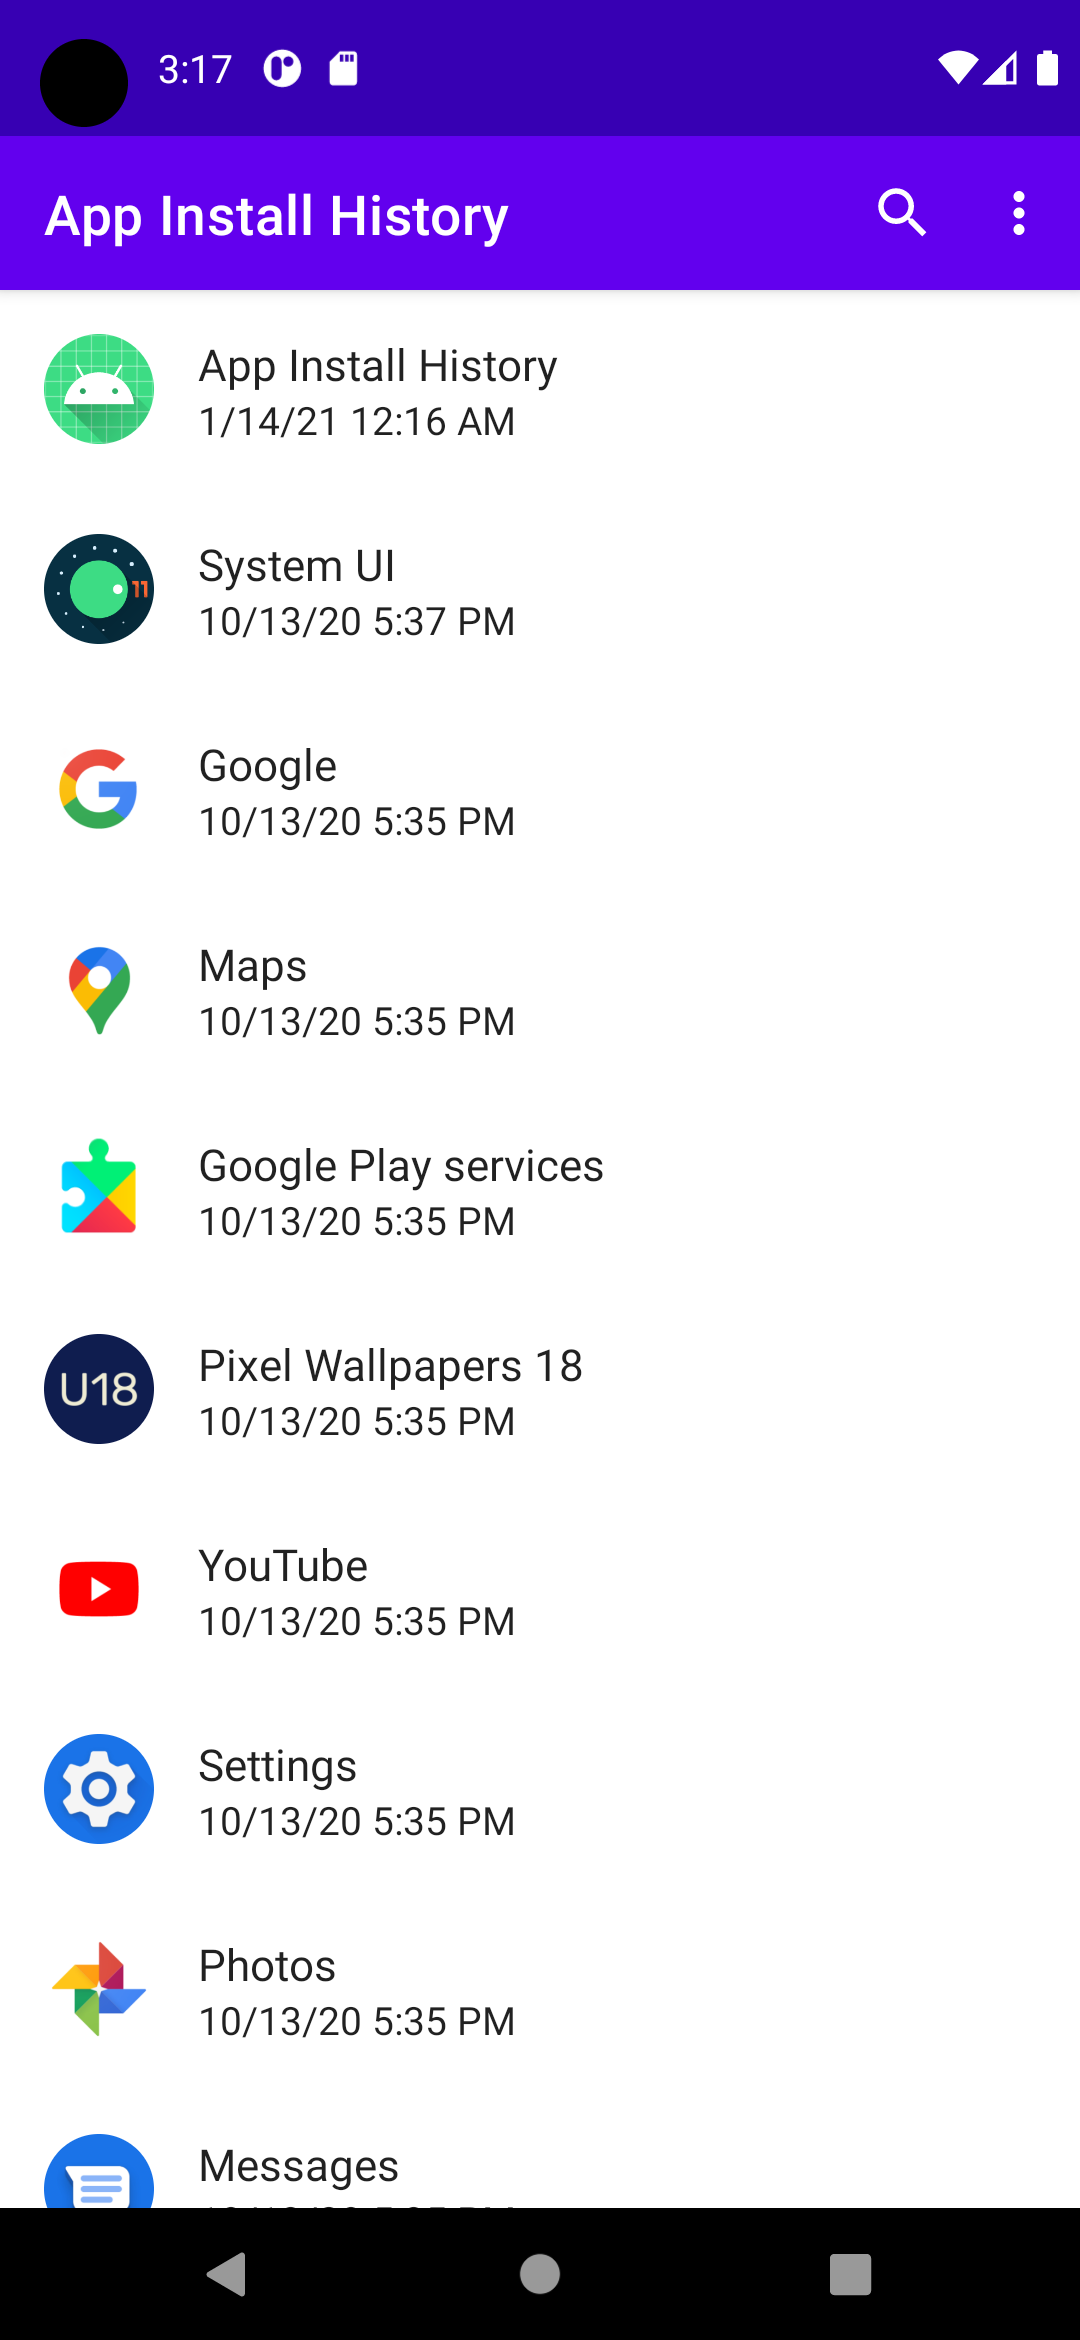 3:17
App Install History
App Install History
1/14/21 12:16 AM
System UI
10/13/20 5:37 PM
11
Google
10/13/20 5:35 PM
Maps
10/13/20 5:35 PM
Google Play services
10/13/20 5:35 PM
U18
Pixel Wallpapers 18
10/13/20 5:35 PM
YouTube
10/13/20 5:35 PM
Settings
10/13/20 5:35 PM
Photos
10/13/20 5:35 PM
Messages